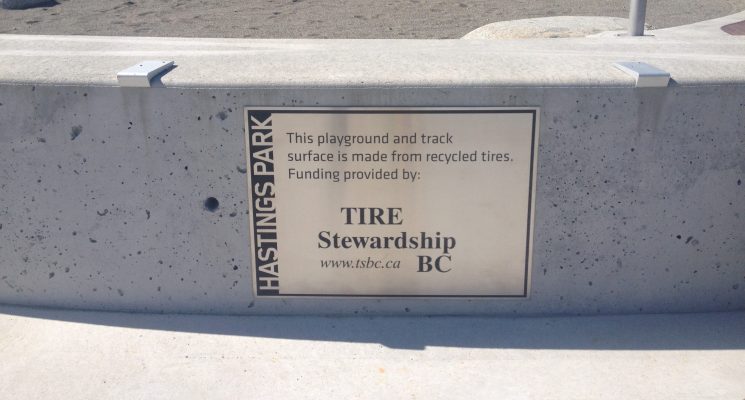 HASTINGS PARK
This playground and track
surface is made from recycled tires.
Funding provided by:
TIRE
Stewardship
www.tsbc.ca BC